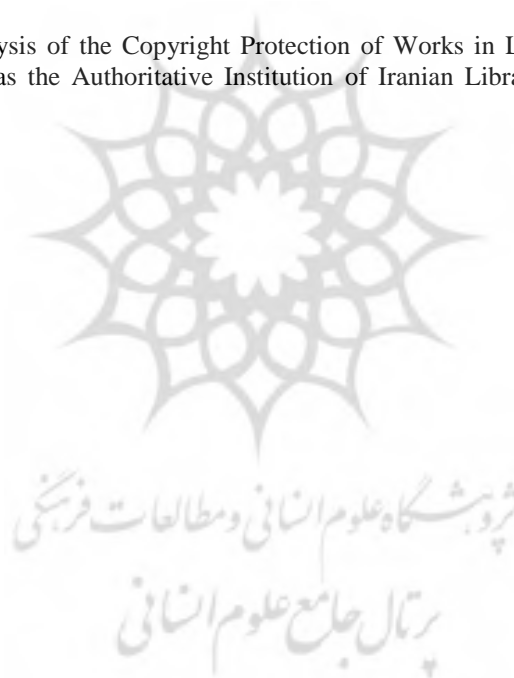 ysis of the Copyright Protection of Works in L
as the Authoritative Institution of Iranian Libra
پژوهشگاه علوم انسانی و مطالعات فرهنگی
پرتال جامع علوم انسانی